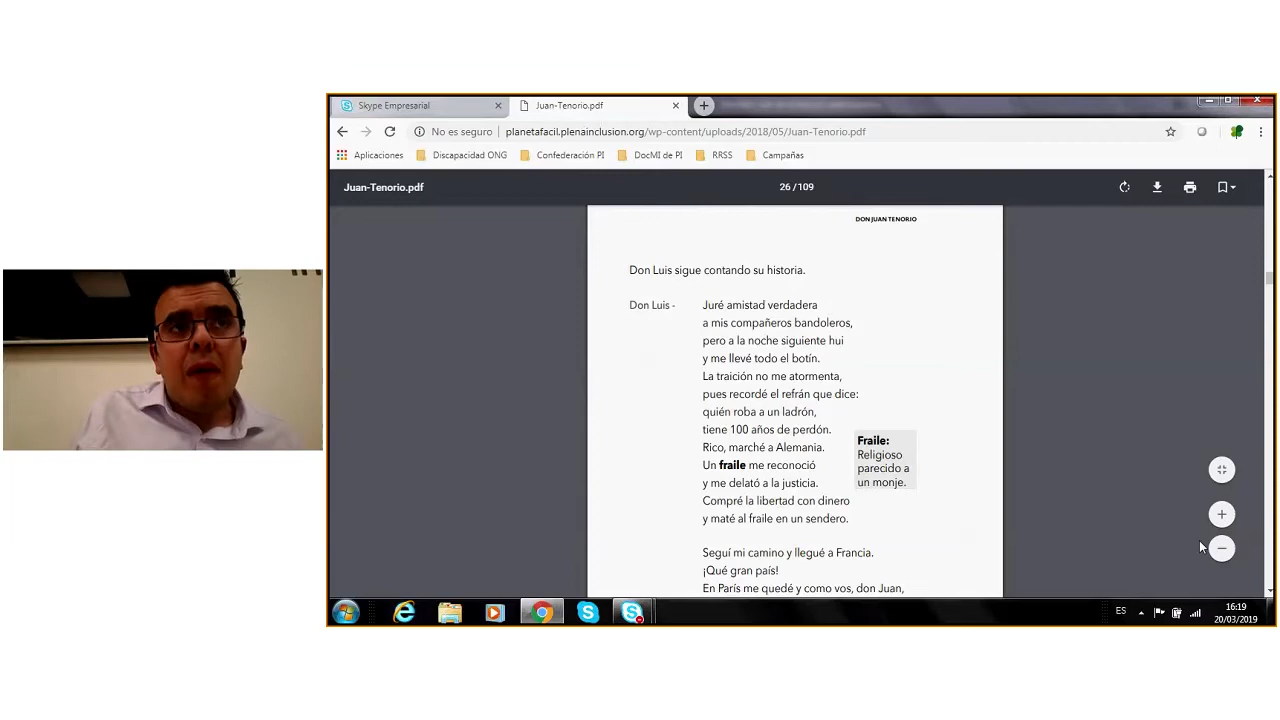 Skype Empresarial
Juan-Tenorio.pdf
No es seguro
planetafacil.plenainclusion.org/wp-content/uploads/2018/05/Juan-Tenorio.pdf
Aplicaciones
Discapacidad ONG
Confederación PI
DocMI de PI
RRSS
Campañas
Juan-Tenorio.pdf
26 / 109
DON JUAN TENORIO
Don Luis sigue contando su historia.
Don Luis - Juré amistad verdadera
a mis compañeros bandoleros,
pero a la noche siguiente hui
y me llevé todo el botín.
La traición no me atormenta,
pues recordé el refrán que dice:
quién roba a un ladrón,
tiene 100 años de perdón.
Rico, marché a Alemania.
Un fraile me reconoció
y me delató a la justicia.
Compré la libertad con dinero
y maté al fraile en un sendero.
Fraile:
Religioso
parecido a
un monje.
Seguí mi camino y llegué a Francia.
¡Qué gran país!
En París me quedé y como vos, don Juan,
ES
16:19
20/03/2019